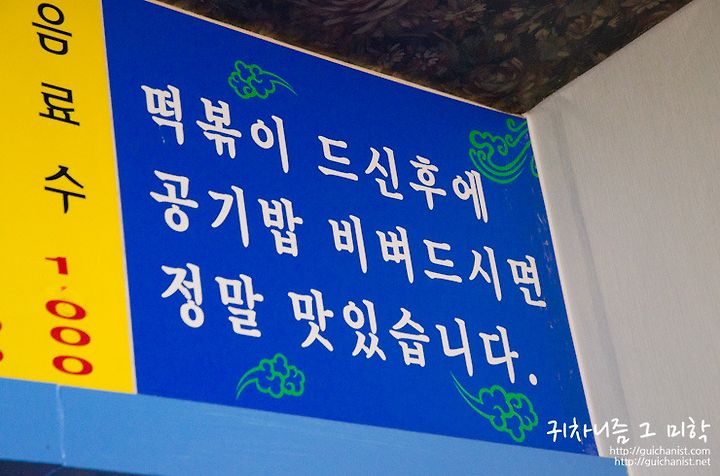 음료수 1,000
떡볶이 드신후에
공기밥 비벼드시면
정말 맛있습니다.
귀차니즘 그 미학
http://guichanist.com/
http://guichanist.net